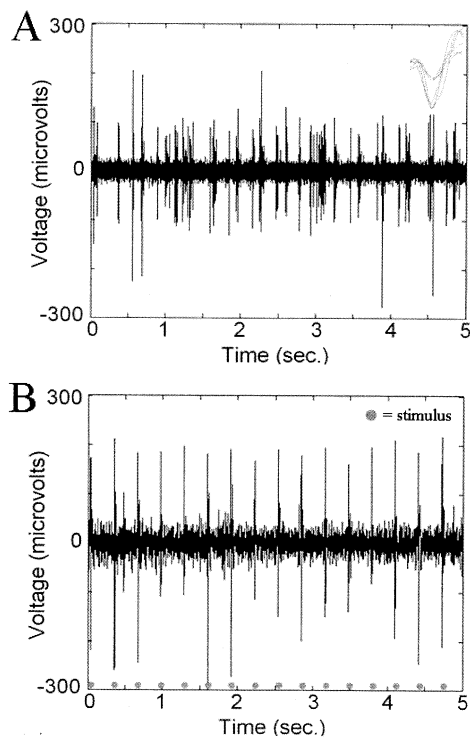 A
300
0
-300
Voltage (microvolts)
0 1 2 3 4 5
Time (sec.)
B
300
0
-300
Voltage (microvolts)
= stimulus
0 1 2 3 4 5
Time (sec.)